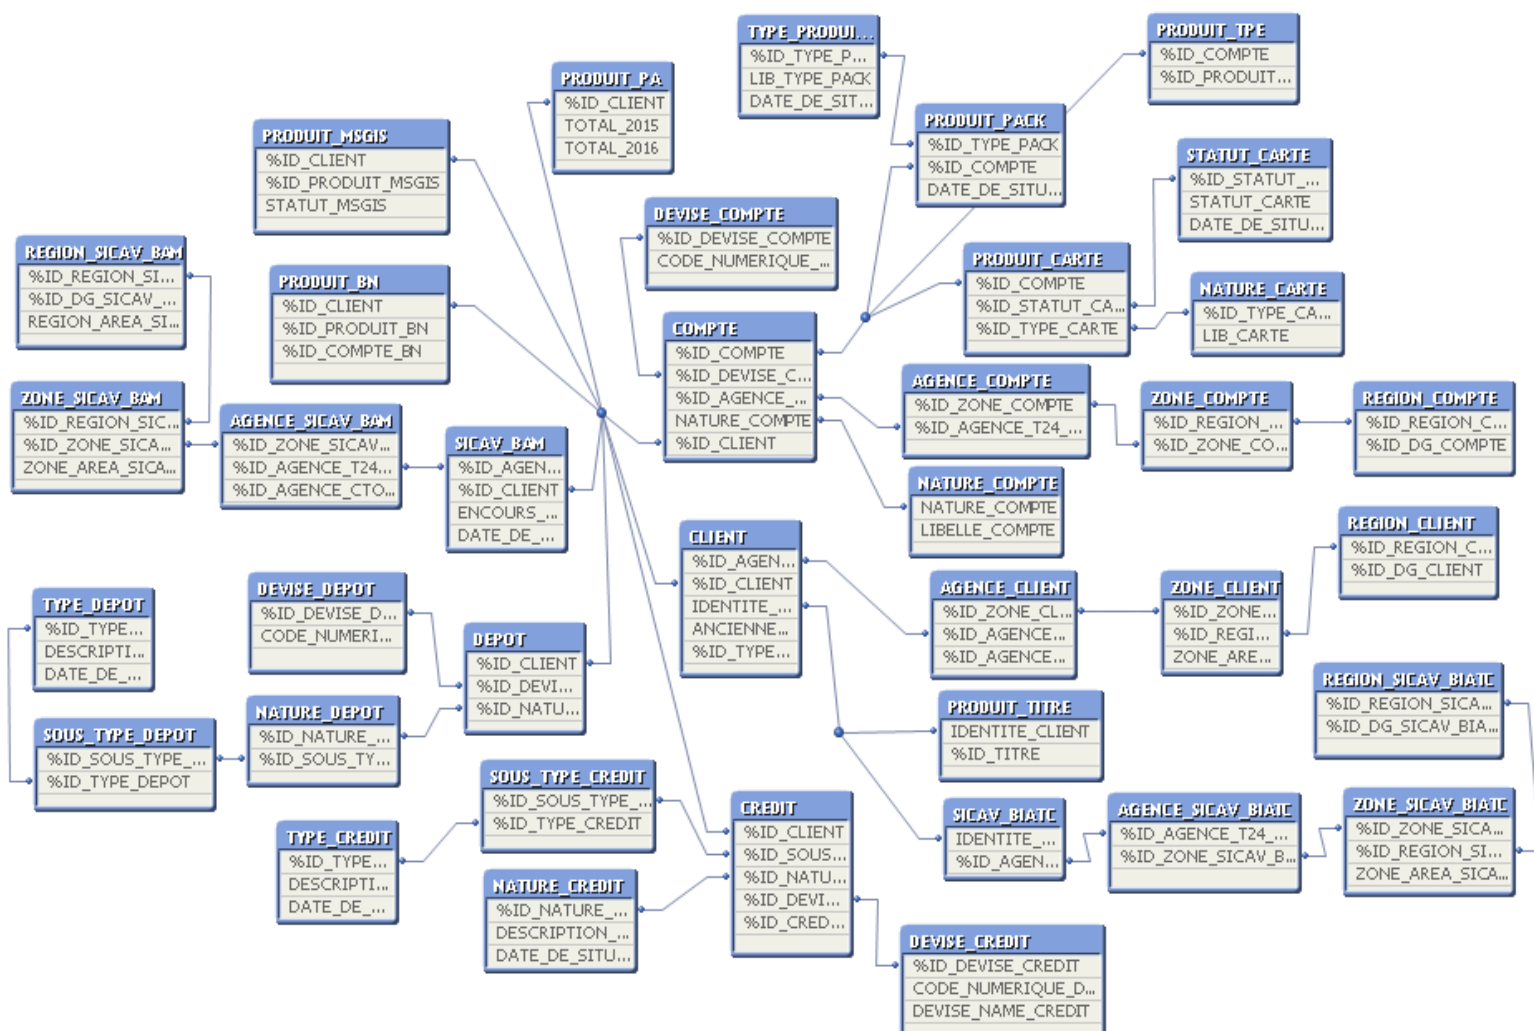 TYPE_PRODUI...
%ID_TYPE_P...
LIB_TYPE_PACK
DATE_DE_SIT...
PRODUIT_TPE
%ID_COMPTE
%ID_PRODUIT...
PRODUIT_PA
%ID_CLIENT
TOTAL_2015
TOTAL_2016
PRODUIT_PACK
%ID_TYPE_PACK
%ID_COMPTE
DATE_DE_SITU...
PRODUIT_MSGIS
%ID_CLIENT
%ID_PRODUIT_MSGIS
STATUT_MSGIS
STATUT_CARTE
%ID_STATUT_...
STATUT_CARTE
DATE_DE_SITU...
DEVISE_COMPTE
%ID_DEVISE_COMPTE
CODE_NUMERIQUE_...
REGION_SICAV_BAM
%ID_REGION_SI...
%ID_DG_SICAV_...
REGION_AREA_SI...
PRODUIT_BN
%ID_CLIENT
%ID_PRODUIT_BN
%ID_COMPTE_BN
PRODUIT_CARTE
%ID_COMPTE
%ID_STATUT_CA...
%ID_TYPE_CARTE
NATURE_CARTE
%ID_TYPE_CA...
LIB_CARTE
COMPTE
%ID_COMPTE
%ID_DEVISE_C...
%ID_AGENCE_...
NATURE_COMPTE
%ID_CLIENT
AGENCE_COMPTE
%ID_ZONE_COMPTE
%ID_AGENCE_T24_...
ZONE_COMPTE
%ID_REGION_...
%ID_ZONE_CO...
REGION_COMPTE
%ID_REGION_C...
%ID_DG_COMPTE
ZONE_SICAV_BAM
%ID_REGION_SIC...
%ID_ZONE_SICA...
ZONE_AREA_SICA...
AGENCE_SICAV_BAM
%ID_ZONE_SICAV...
%ID_AGENCE_T24...
%ID_AGENCE_CTO...
SICAV_BAM
%ID_AGEN...
%ID_CLIENT
ENCOURS_...
DATE_DE_...
NATURE_COMPTE
NATURE_COMPTE
LIBELLE_COMPTE
CLIENT
%ID_AGEN...
%ID_CLIENT
IDENTITE_...
ANCIENNE...
%ID_TYPE...
REGION_CLIENT
%ID_REGION_C...
%ID_DG_CLIENT
AGENCE_CLIENT
%ID_ZONE_CL...
%ID_AGENCE...
%ID_AGENCE...
ZONE_CLIENT
%ID_ZONE...
%ID_REGI...
ZONE_ARE...
TYPE_DEPOT
%ID_TYPE...
DESCRIPTI...
DATE_DE_...
DEVISE_DEPOT
%ID_DEVISE_D...
CODE_NUMERI...
DEPOT
%ID_CLIENT
%ID_DEVI...
%ID_NATU...
SOUS_TYPE_DEPOT
%ID_SOUS_TYPE_...
%ID_TYPE_DEPOT
NATURE_DEPOT
%ID_NATURE_...
%ID_SOUS_TY...
PRODUIT_TITRE
IDENTITE_CLIENT
%ID_TITRE
REGION_SICAV_BIATC
%ID_REGION_SICA...
%ID_DG_SICAV_BIA...
SOUS_TYPE_CREDIT
%ID_SOUS_TYPE_...
%ID_TYPE_CREDIT
TYPE_CREDIT
%ID_TYPE...
DESCRIPTI...
DATE_DE_...
CREDIT
%ID_CLIENT
%ID_SOUS...
%ID_NATU...
%ID_DEVI...
%ID_CRED...
SICAV_BIATC
IDENTITE_...
%ID_AGEN...
AGENCE_SICAV_BIATC
%ID_AGENCE_T24_...
%ID_ZONE_SICAV_B...
ZONE_SICAV_BIATC
%ID_ZONE_SICA...
%ID_REGION_SI...
ZONE_AREA_SICA...
NATURE_CREDIT
%ID_NATURE_...
DESCRIPTION_...
DATE_DE_SITU...
DEVISE_CREDIT
%ID_DEVISE_CREDIT
CODE_NUMERIQUE_D...
DEVISE_NAME_CREDIT